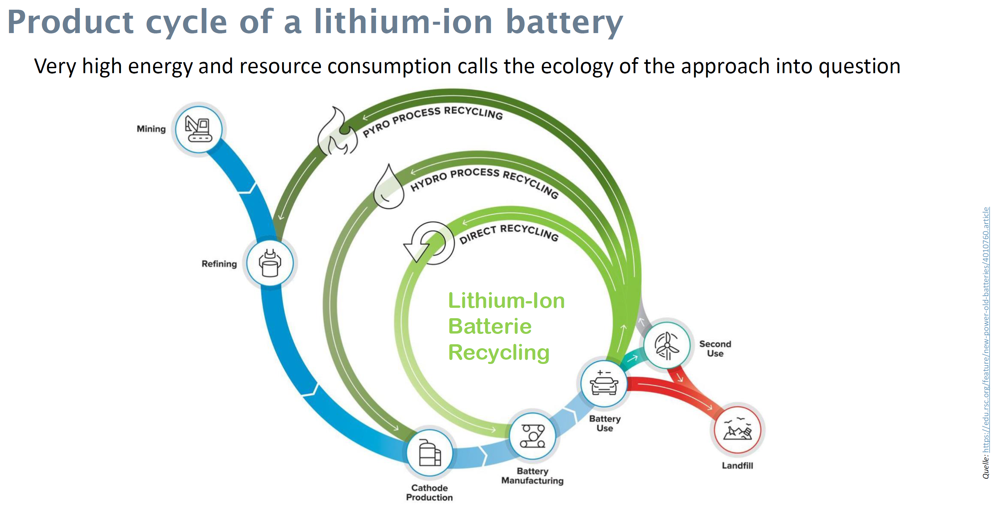 Product cycle of a lithium-ion battery
Very high energy and resource consumption calls the ecology of the approach into question
Mining
PYRO PROCESS RECYCLING
HYDRO PROCESS RECYCLING
DIRECT RECYCLING
Refining
Lithium-Ion
Batterie
Recycling
Second
Use
+ −
Battery
Use
Landfill
Battery
Manufacturing
Cathode
Production
Quelle: https://edu.rsc.org/feature/new-power-old-batteries/4010760.article